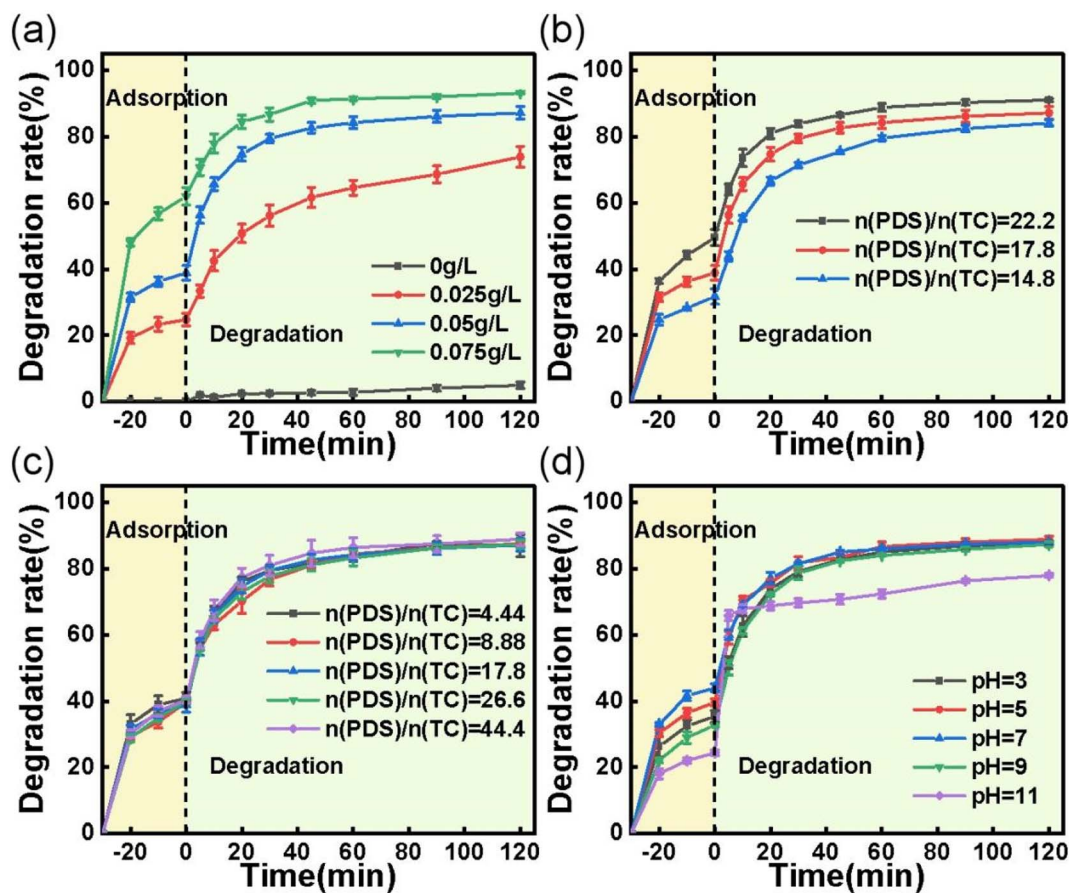 (a)
Degradation rate(%)
100
80
60
40
20
0
Adsorption
Degradation
0g/L
0.025g/L
0.05g/L
0.075g/L
-20 0 20 40 60 80 100 120
Time(min)
(b)
Degradation rate(%)
100
80
60
40
20
0
Adsorption
n(PDS)/n(TC)=22.2
n(PDS)/n(TC)=17.8
n(PDS)/n(TC)=14.8
Degradation
-20 0 20 40 60 80 100 120
Time(min)
(c)
Degradation rate(%)
100
80
60
40
20
0
Adsorption
n(PDS)/n(TC)=4.44
n(PDS)/n(TC)=8.88
n(PDS)/n(TC)=17.8
n(PDS)/n(TC)=26.6
n(PDS)/n(TC)=44.4
Degradation
-20 0 20 40 60 80 100 120
Time(min)
(d)
Degradation rate(%)
100
80
60
40
20
0
Adsorption
Degradation
pH=3
pH=5
pH=7
pH=9
pH=11
-20 0 20 40 60 80 100 120
Time(min)